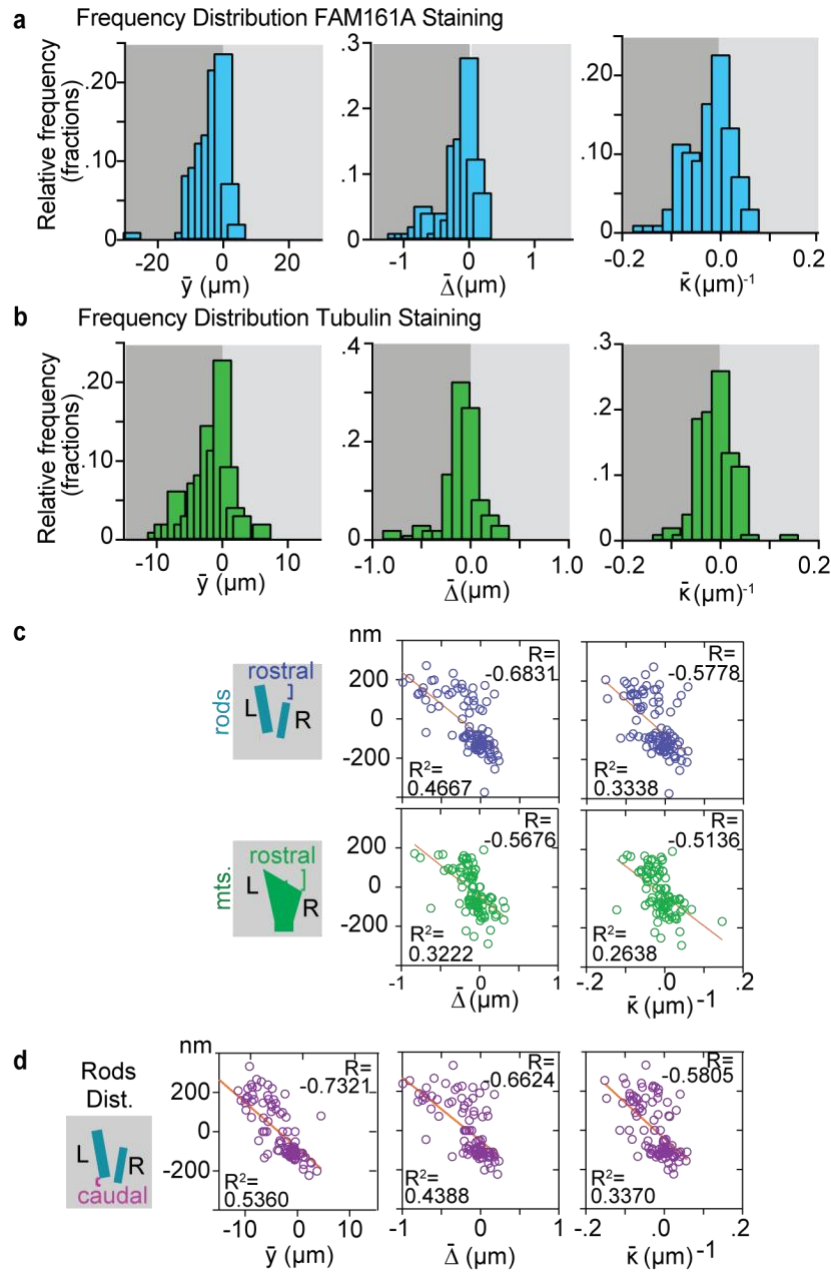 a Frequency Distribution FAM161A Staining
Relative frequency
(fractions)
.20
.10
0
-20 0 20
ȳ (µm)
.3
.2
.1
0
-1 0 1
Δ̄ (µm)
.20
.10
0
-0.2 0.0 0.2
κ̄ (µm)⁻¹
b Frequency Distribution Tubulin Staining
Relative frequency
(fractions)
.20
.10
0
-10 0 10
ȳ (µm)
.4
.2
0
-1.0 0.0 1.0
Δ̄(µm)
.3
.2
.1
0
-0.2 0.0 0.2
κ̄(µm)⁻¹
c
rods
rostral
L R
nm
200
0
-200
R=
-0.6831
R²=
0.4667
R=
-0.5778
R²=
0.3338
mts.
rostral
L R
200
0
-200
R=
-0.5676
R²=
0.3222
-1 0 1
Δ̄ (µm)
R=
-0.5136
R²=
0.2638
-.2 .0 .2
κ̄ (µm)⁻¹
d
Rods
Dist.
L R
caudal
nm
200
0
-200
R=
-0.7321
R²=
0.5360
-10 0 10
ȳ (µm)
R=
-0.6624
R²=
0.4388
-1 0 1
Δ̄ (µm)
R=
-0.5805
R²=
0.3370
-.2 .0 .2
κ̄ (µm)⁻¹